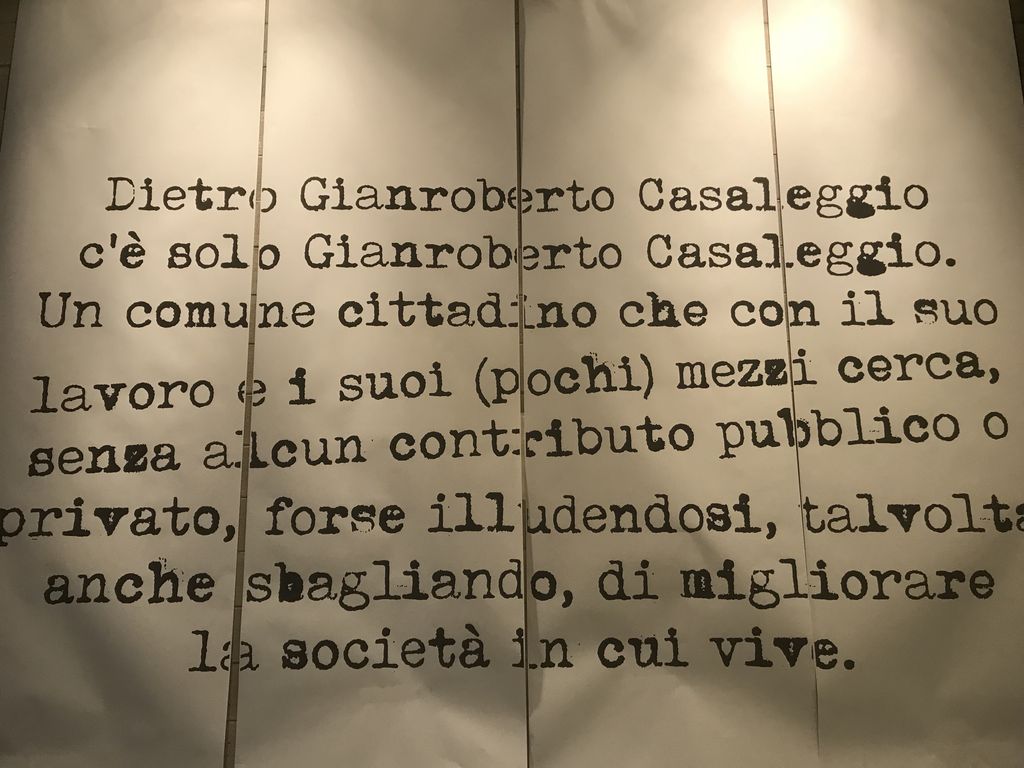 Dietro Gianroberto Casaleggio
c'è solo Gianroberto Casaleggio.
Un comune cittadino che con il suo
lavoro e i suoi (pochi) mezzi cerca,
senza alcun contributo pubblico o
privato, forse illudendosi, talvolta
anche sbagliando, di migliorare
la società in cui vive.